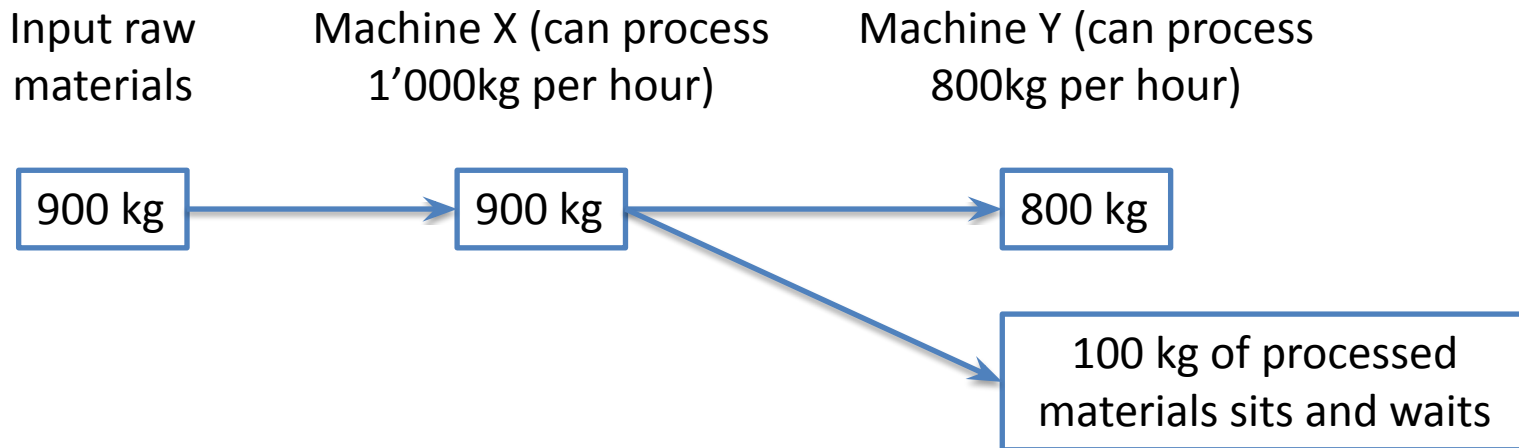 Input raw
materials
Machine X (can process
1’000kg per hour)
Machine Y (can process
800kg per hour)
900 kg
900 kg
800 kg
100 kg of processed
materials sits and waits